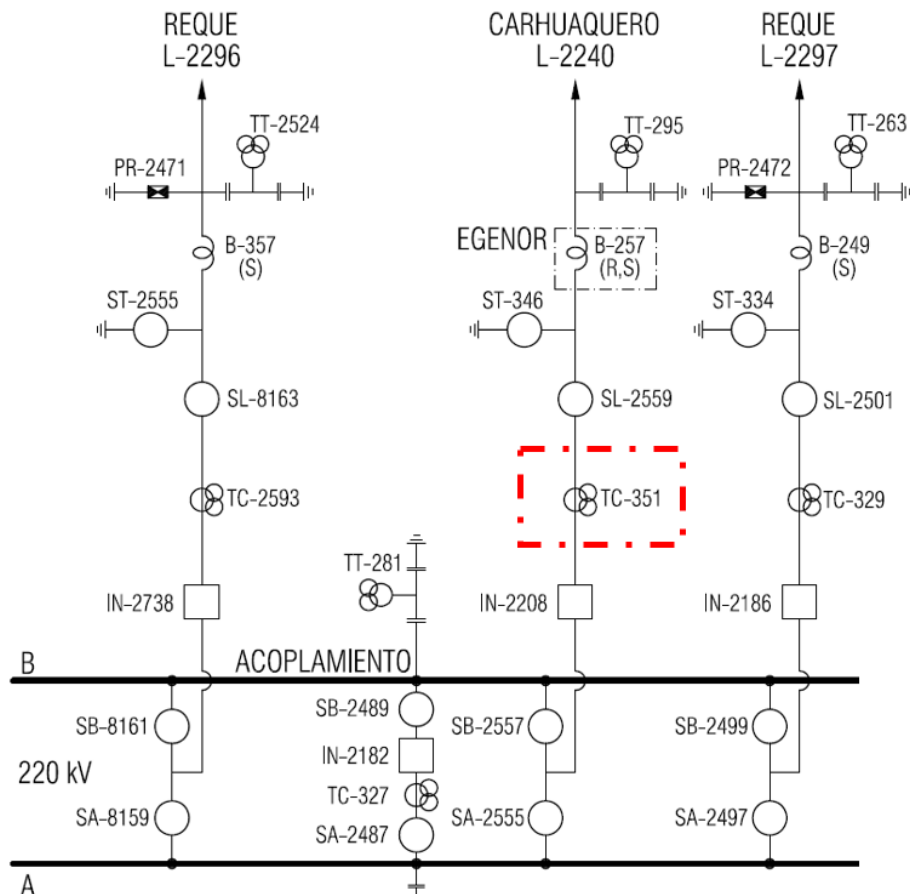 REQUE
L-2296
CARHUAQUERO
L-2240
REQUE
L-2297
TT-2524
TT-295
TT-263
PR-2471
PR-2472
EGENOR
B-357
(S)
B-257
(R,S)
B-249
(S)
ST-2555
ST-346
ST-334
SL-8163
SL-2559
SL-2501
TC-2593
TC-351
TC-329
TT-281
IN-2738
IN-2208
IN-2186
B
ACOPLAMIENTO
SB-8161
SB-2489
SB-2557
SB-2499
IN-2182
220 kV
TC-327
SA-8159
SA-2487
SA-2555
SA-2497
A